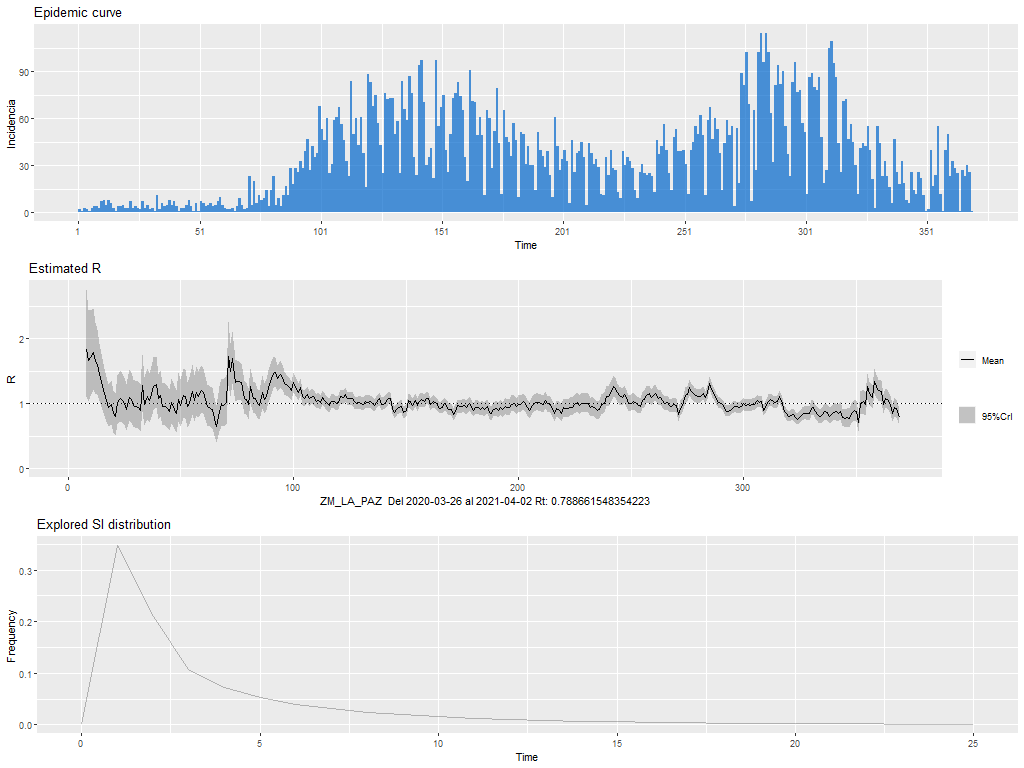 Epidemic curve
Incidencia
90
60
30
0
1 51 101 151 201 251 301 351
Time
Estimated R
R
2
1
0
0 100 200 300
ZM_LA_PAZ Del 2020-03-26 al 2021-04-02 Rt: 0.788661548354223
Mean
95%CrI
Explored SI distribution
Frequency
0.3
0.2
0.1
0.0
0 5 10 15 20 25
Time